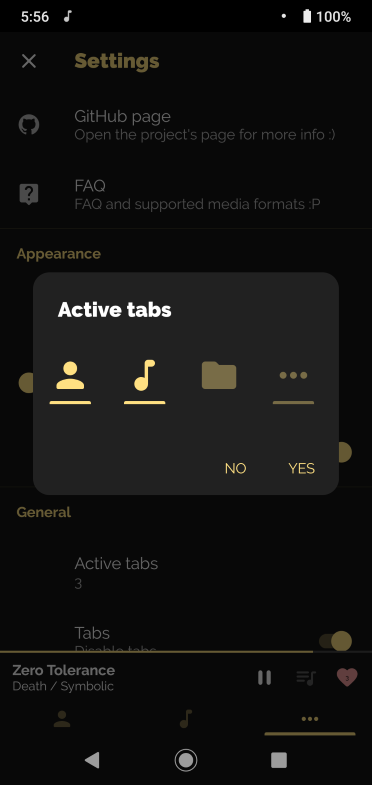 5:56
100%
Settings
GitHub page
Open the project's page for more info :)
FAQ
FAQ and supported media formats :P
Appearance
Active tabs
NO YES
General
Active tabs
3
Tabs
Disable tabs
Zero Tolerance
Death / Symbolic
3